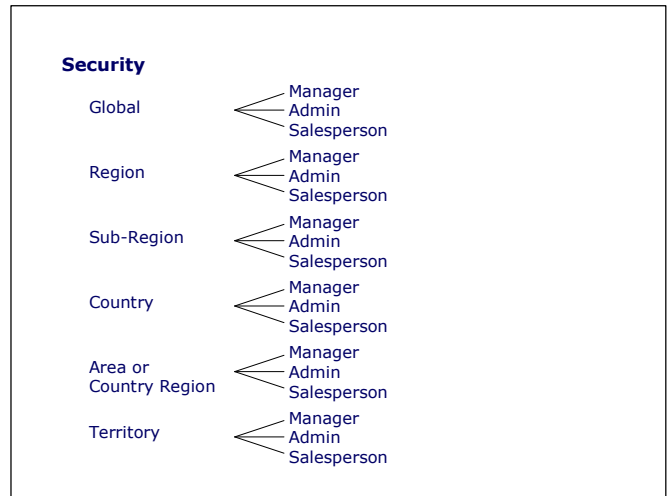 Security
Global
Manager
Admin
Salesperson
Region
Manager
Admin
Salesperson
Sub-Region
Manager
Admin
Salesperson
Country
Manager
Admin
Salesperson
Area or
Country Region
Manager
Admin
Salesperson
Territory
Manager
Admin
Salesperson